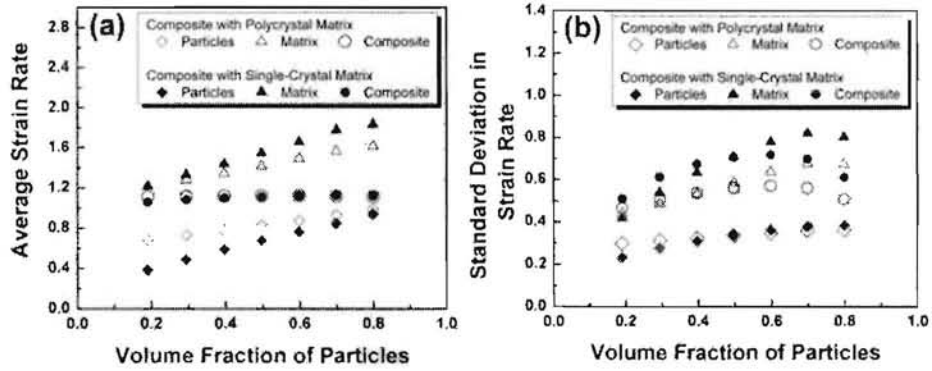 (a)
Composite with Polycrystal Matrix
Particles Matrix Composite
Composite with Single-Crystal Matrix
Particles Matrix Composite
Average Strain Rate
2.8
2.4
2.0
1.6
1.2
0.8
0.4
0.0
0.0 0.2 0.4 0.6 0.8 1.0
Volume Fraction of Particles
(b)
Composite with Polycrystal Matrix
Particles Matrix Composite
Composite with Single-Crystal Matrix
Particles Matrix Composite
Standard Deviation in
Strain Rate
1.4
1.2
1.0
0.8
0.6
0.4
0.2
0.0
0.0 0.2 0.4 0.6 0.8 1.0
Volume Fraction of Particles